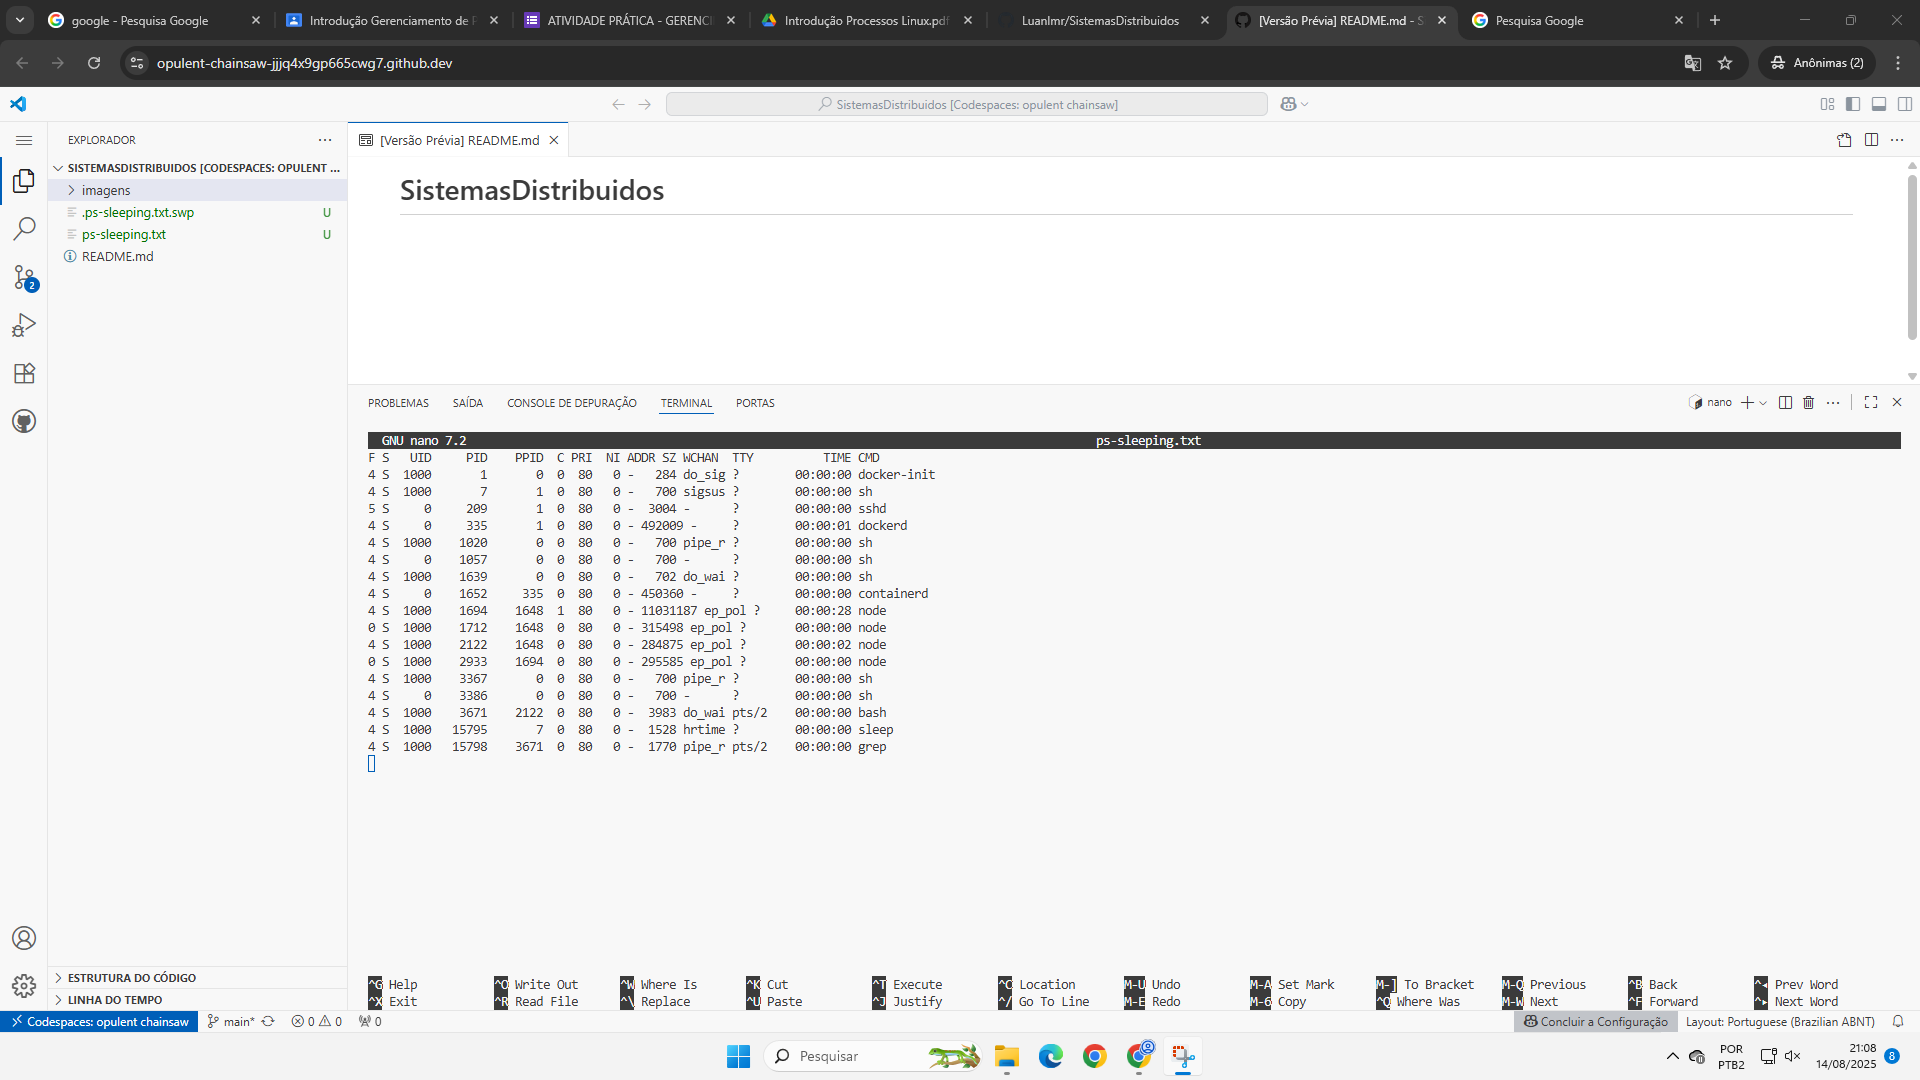 google - Pesquisa Google
Introdução Gerenciamento de P
ATIVIDADE PRÁTICA - GERENCI
Introdução Processos Linux.pdf
Luanlmr/SistemasDistribuidos
[Versão Prévia] README.md - S
Pesquisa Google
opulent-chainsaw-jjjq4x9gp665cwg7.github.dev
Anônimas (2)
SistemasDistribuidos [Codespaces: opulent chainsaw]
EXPLORADOR
[Versão Prévia] README.md
SISTEMASDISTRIBUIDOS [CODESPACES: OPULENT ...
imagens
.ps-sleeping.txt.swp U
ps-sleeping.txt U
README.md
2
SistemasDistribuidos
PROBLEMAS SAÍDA CONSOLE DE DEPURAÇÃO TERMINAL PORTAS
nano
GNU nano 7.2 ps-sleeping.txt
F S UID PID PPID C PRI NI ADDR SZ WCHAN TTY TIME CMD
4 S 1000 1 0 0 80 0 - 284 do_sig ? 00:00:00 docker-init
4 S 1000 7 1 0 80 0 - 700 sigsus ? 00:00:00 sh
5 S 0 209 1 0 80 0 - 3004 - ? 00:00:00 sshd
4 S 0 335 1 0 80 0 - 492009 - ? 00:00:01 dockerd
4 S 1000 1020 0 0 80 0 - 700 pipe_r ? 00:00:00 sh
4 S 0 1057 0 0 80 0 - 700 - ? 00:00:00 sh
4 S 1000 1639 0 0 80 0 - 702 do_wai ? 00:00:00 sh
4 S 0 1652 335 0 80 0 - 450360 - ? 00:00:00 containerd
4 S 1000 1694 1648 1 80 0 - 11031187 ep_pol ? 00:00:28 node
0 S 1000 1712 1648 0 80 0 - 315498 ep_pol ? 00:00:00 node
4 S 1000 2122 1648 0 80 0 - 284875 ep_pol ? 00:00:02 node
0 S 1000 2933 1694 0 80 0 - 295585 ep_pol ? 00:00:00 node
4 S 1000 3367 0 0 80 0 - 700 pipe_r ? 00:00:00 sh
4 S 0 3386 0 0 80 0 - 700 - ? 00:00:00 sh
4 S 1000 3671 2122 0 80 0 - 3983 do_wai pts/2 00:00:00 bash
4 S 1000 15795 7 0 80 0 - 1528 hrtime ? 00:00:00 sleep
4 S 1000 15798 3671 0 80 0 - 1770 pipe_r pts/2 00:00:00 grep
^G Help ^O Write Out ^W Where Is ^K Cut ^T Execute ^C Location M-U Undo M-A Set Mark M-] To Bracket M-Q Previous ^B Back ^◂ Prev Word
^X Exit ^R Read File ^\ Replace ^U Paste ^J Justify ^/ Go To Line M-E Redo M-6 Copy ^Q Where Was M-W Next ^F Forward ^▸ Next Word
ESTRUTURA DO CÓDIGO
LINHA DO TEMPO
Codespaces: opulent chainsaw main* 0 0 0 Concluir a Configuração Layout: Portuguese (Brazilian ABNT)
Pesquisar
POR
PTB2
21:08
14/08/2025
8